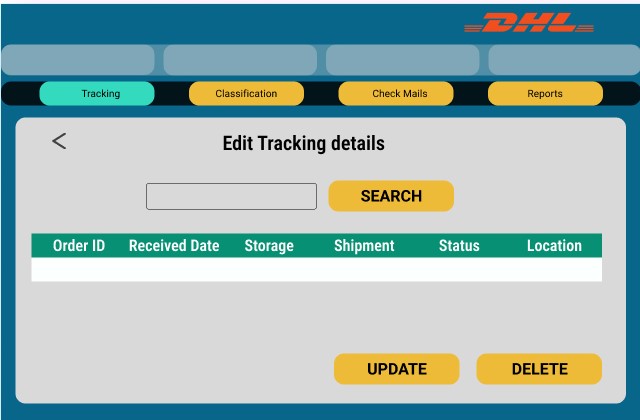 DHL
Tracking Classification Check Mails Reports
< Edit Tracking details
SEARCH
Order ID Received Date Storage Shipment Status Location
UPDATE DELETE